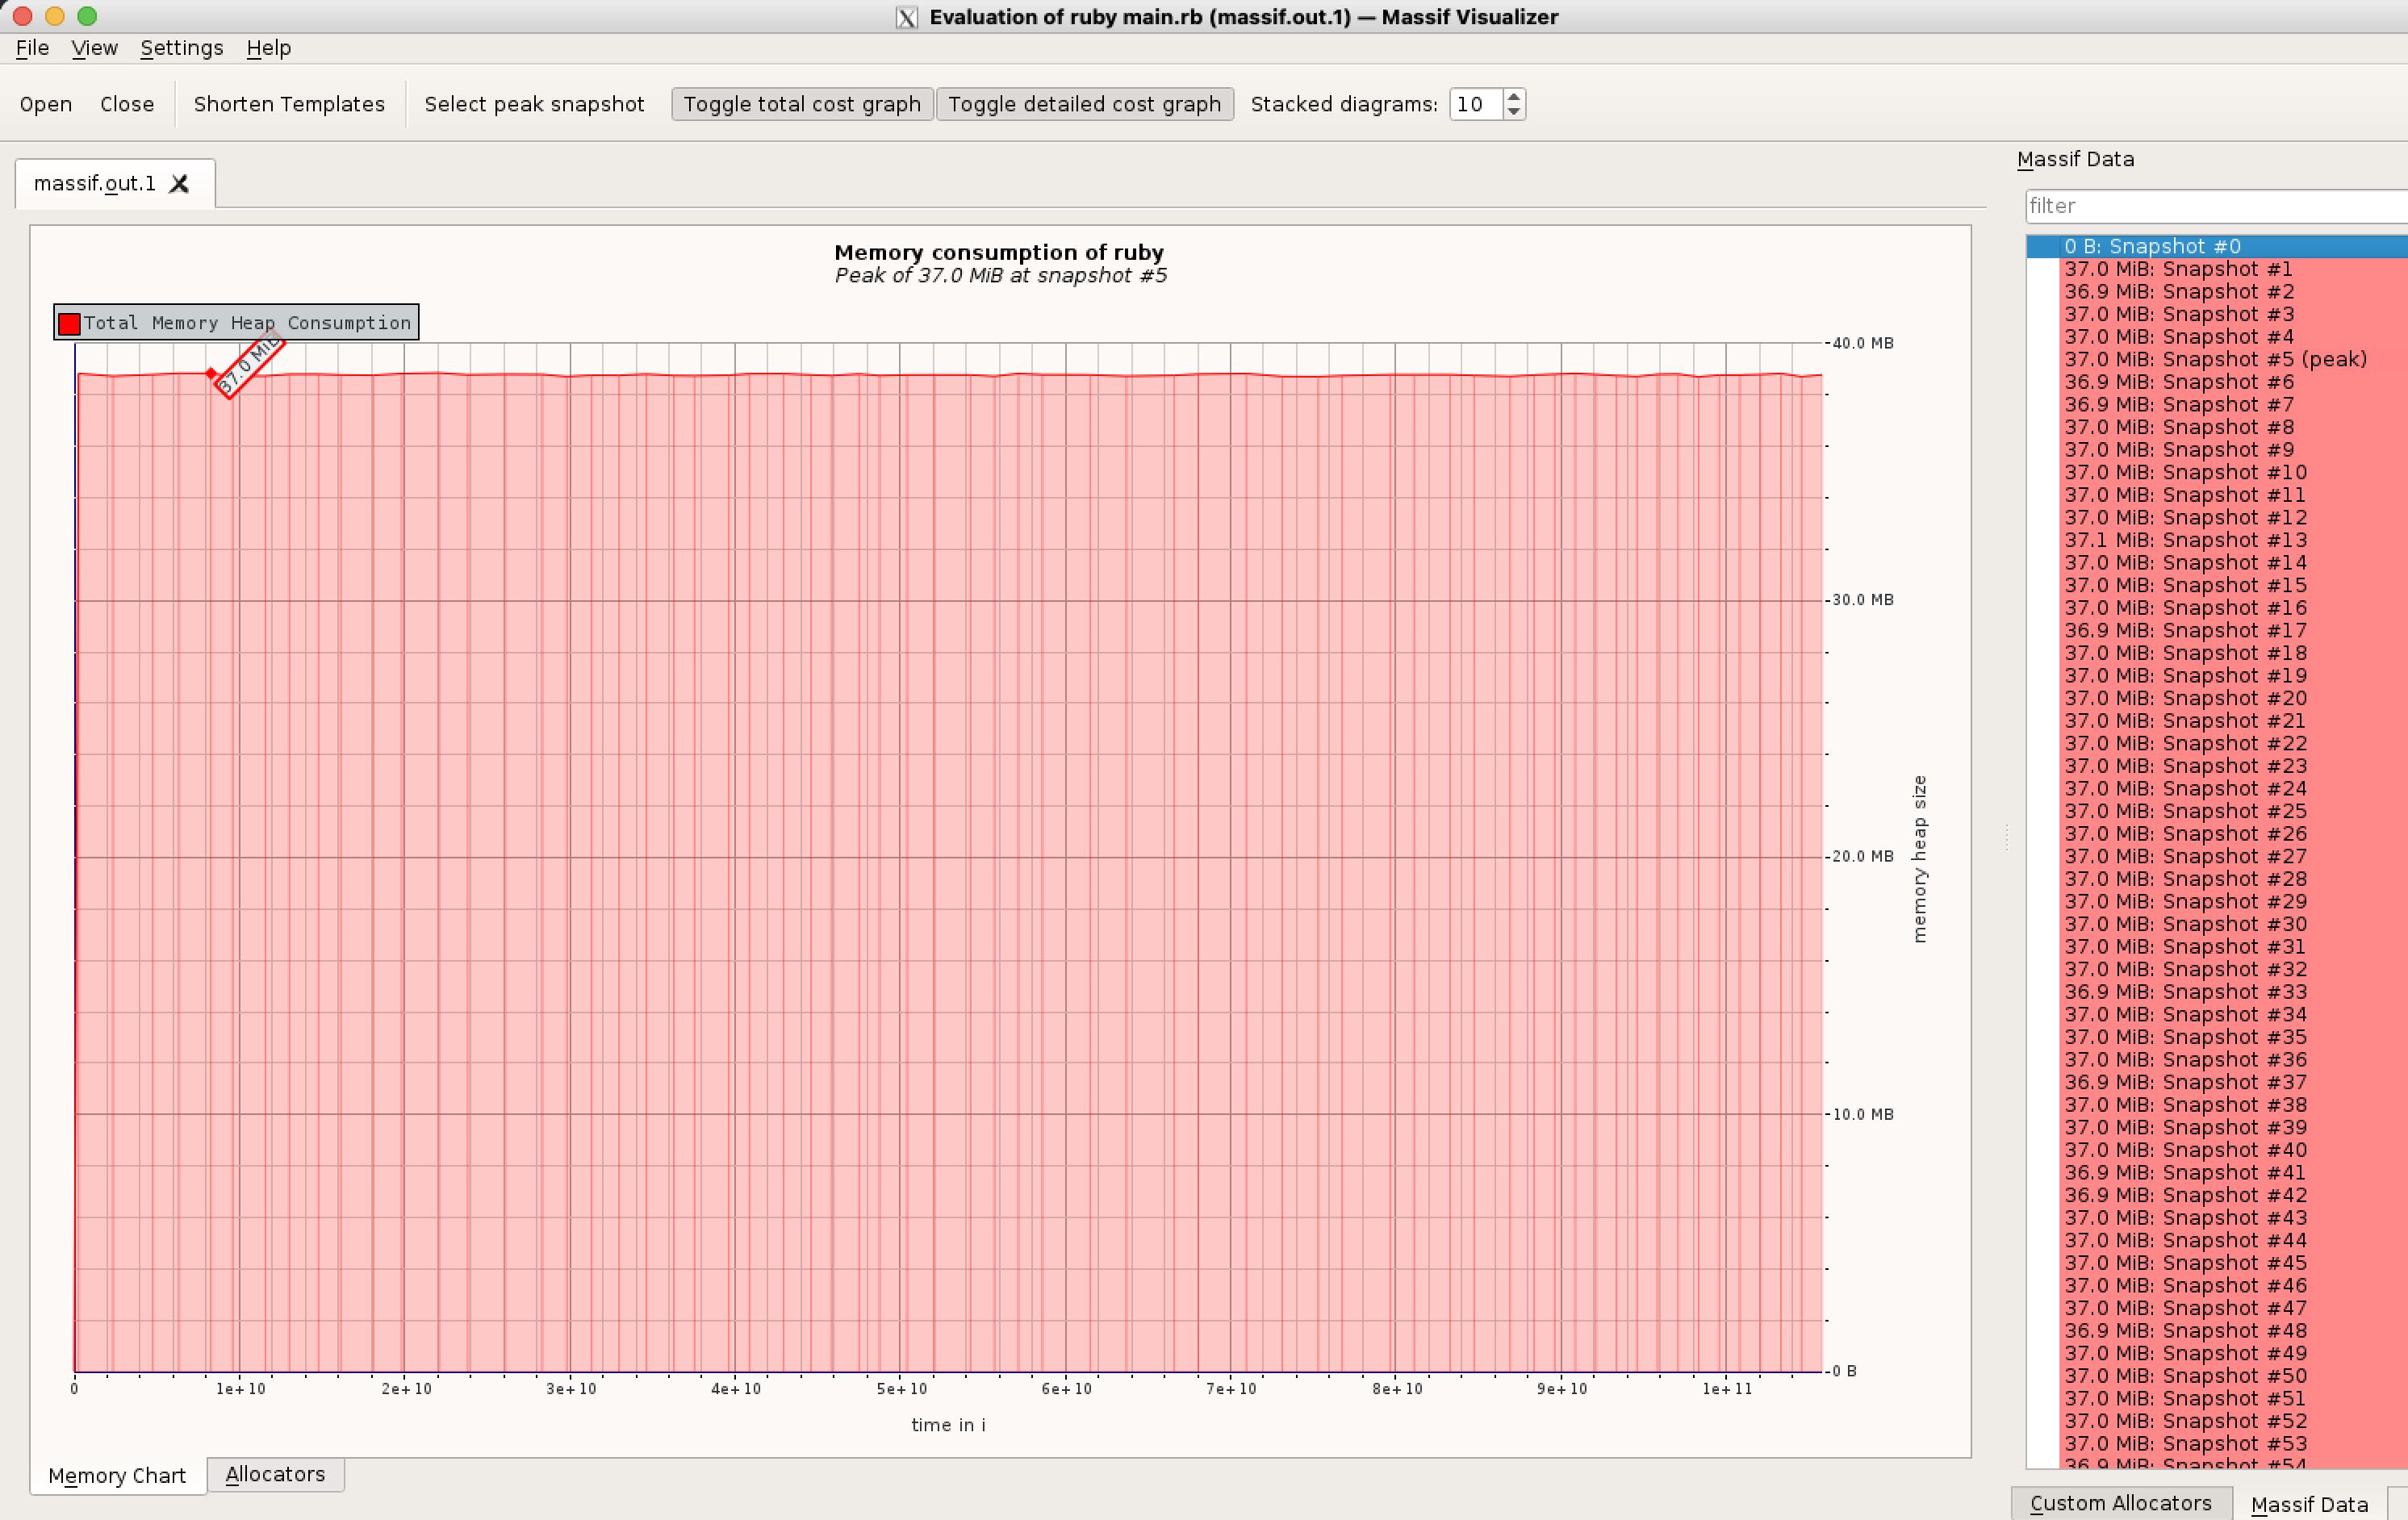 Evaluation of ruby main.rb (massif.out.1) — Massif Visualizer
File View Settings Help
Open Close Shorten Templates Select peak snapshot Toggle total cost graph Toggle detailed cost graph Stacked diagrams: 10
massif.out.1
Memory consumption of ruby
Peak of 37.0 MiB at snapshot #5
Total Memory Heap Consumption
37.0 MiB
40.0 MB
30.0 MB
20.0 MB
10.0 MB
0 B
memory heap size
0 1e+10 2e+10 3e+10 4e+10 5e+10 6e+10 7e+10 8e+10 9e+10 1e+11
time in i
Memory Chart Allocators
Massif Data
filter
0 B: Snapshot #0
37.0 MiB: Snapshot #1
36.9 MiB: Snapshot #2
37.0 MiB: Snapshot #3
37.0 MiB: Snapshot #4
37.0 MiB: Snapshot #5 (peak)
36.9 MiB: Snapshot #6
36.9 MiB: Snapshot #7
37.0 MiB: Snapshot #8
37.0 MiB: Snapshot #9
37.0 MiB: Snapshot #10
37.0 MiB: Snapshot #11
37.0 MiB: Snapshot #12
37.1 MiB: Snapshot #13
37.0 MiB: Snapshot #14
37.0 MiB: Snapshot #15
37.0 MiB: Snapshot #16
36.9 MiB: Snapshot #17
37.0 MiB: Snapshot #18
37.0 MiB: Snapshot #19
37.0 MiB: Snapshot #20
37.0 MiB: Snapshot #21
37.0 MiB: Snapshot #22
37.0 MiB: Snapshot #23
37.0 MiB: Snapshot #24
37.0 MiB: Snapshot #25
37.0 MiB: Snapshot #26
37.0 MiB: Snapshot #27
37.0 MiB: Snapshot #28
37.0 MiB: Snapshot #29
37.0 MiB: Snapshot #30
37.0 MiB: Snapshot #31
37.0 MiB: Snapshot #32
36.9 MiB: Snapshot #33
37.0 MiB: Snapshot #34
37.0 MiB: Snapshot #35
37.0 MiB: Snapshot #36
36.9 MiB: Snapshot #37
37.0 MiB: Snapshot #38
37.0 MiB: Snapshot #39
37.0 MiB: Snapshot #40
36.9 MiB: Snapshot #41
36.9 MiB: Snapshot #42
37.0 MiB: Snapshot #43
37.0 MiB: Snapshot #44
37.0 MiB: Snapshot #45
37.0 MiB: Snapshot #46
37.0 MiB: Snapshot #47
36.9 MiB: Snapshot #48
37.0 MiB: Snapshot #49
37.0 MiB: Snapshot #50
37.0 MiB: Snapshot #51
37.0 MiB: Snapshot #52
37.0 MiB: Snapshot #53
36.9 MiB: Snapshot #54
Custom Allocators Massif Data